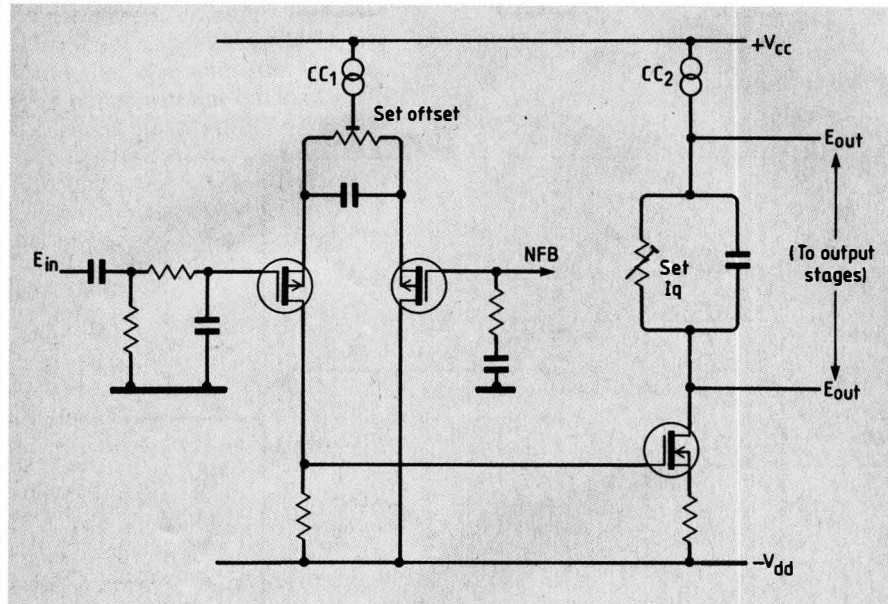 +Vcc
CC1
CC2
Set offset
Eout
Ein
NFB
Set
Iq
(To output
stages)
Eout
−Vdd